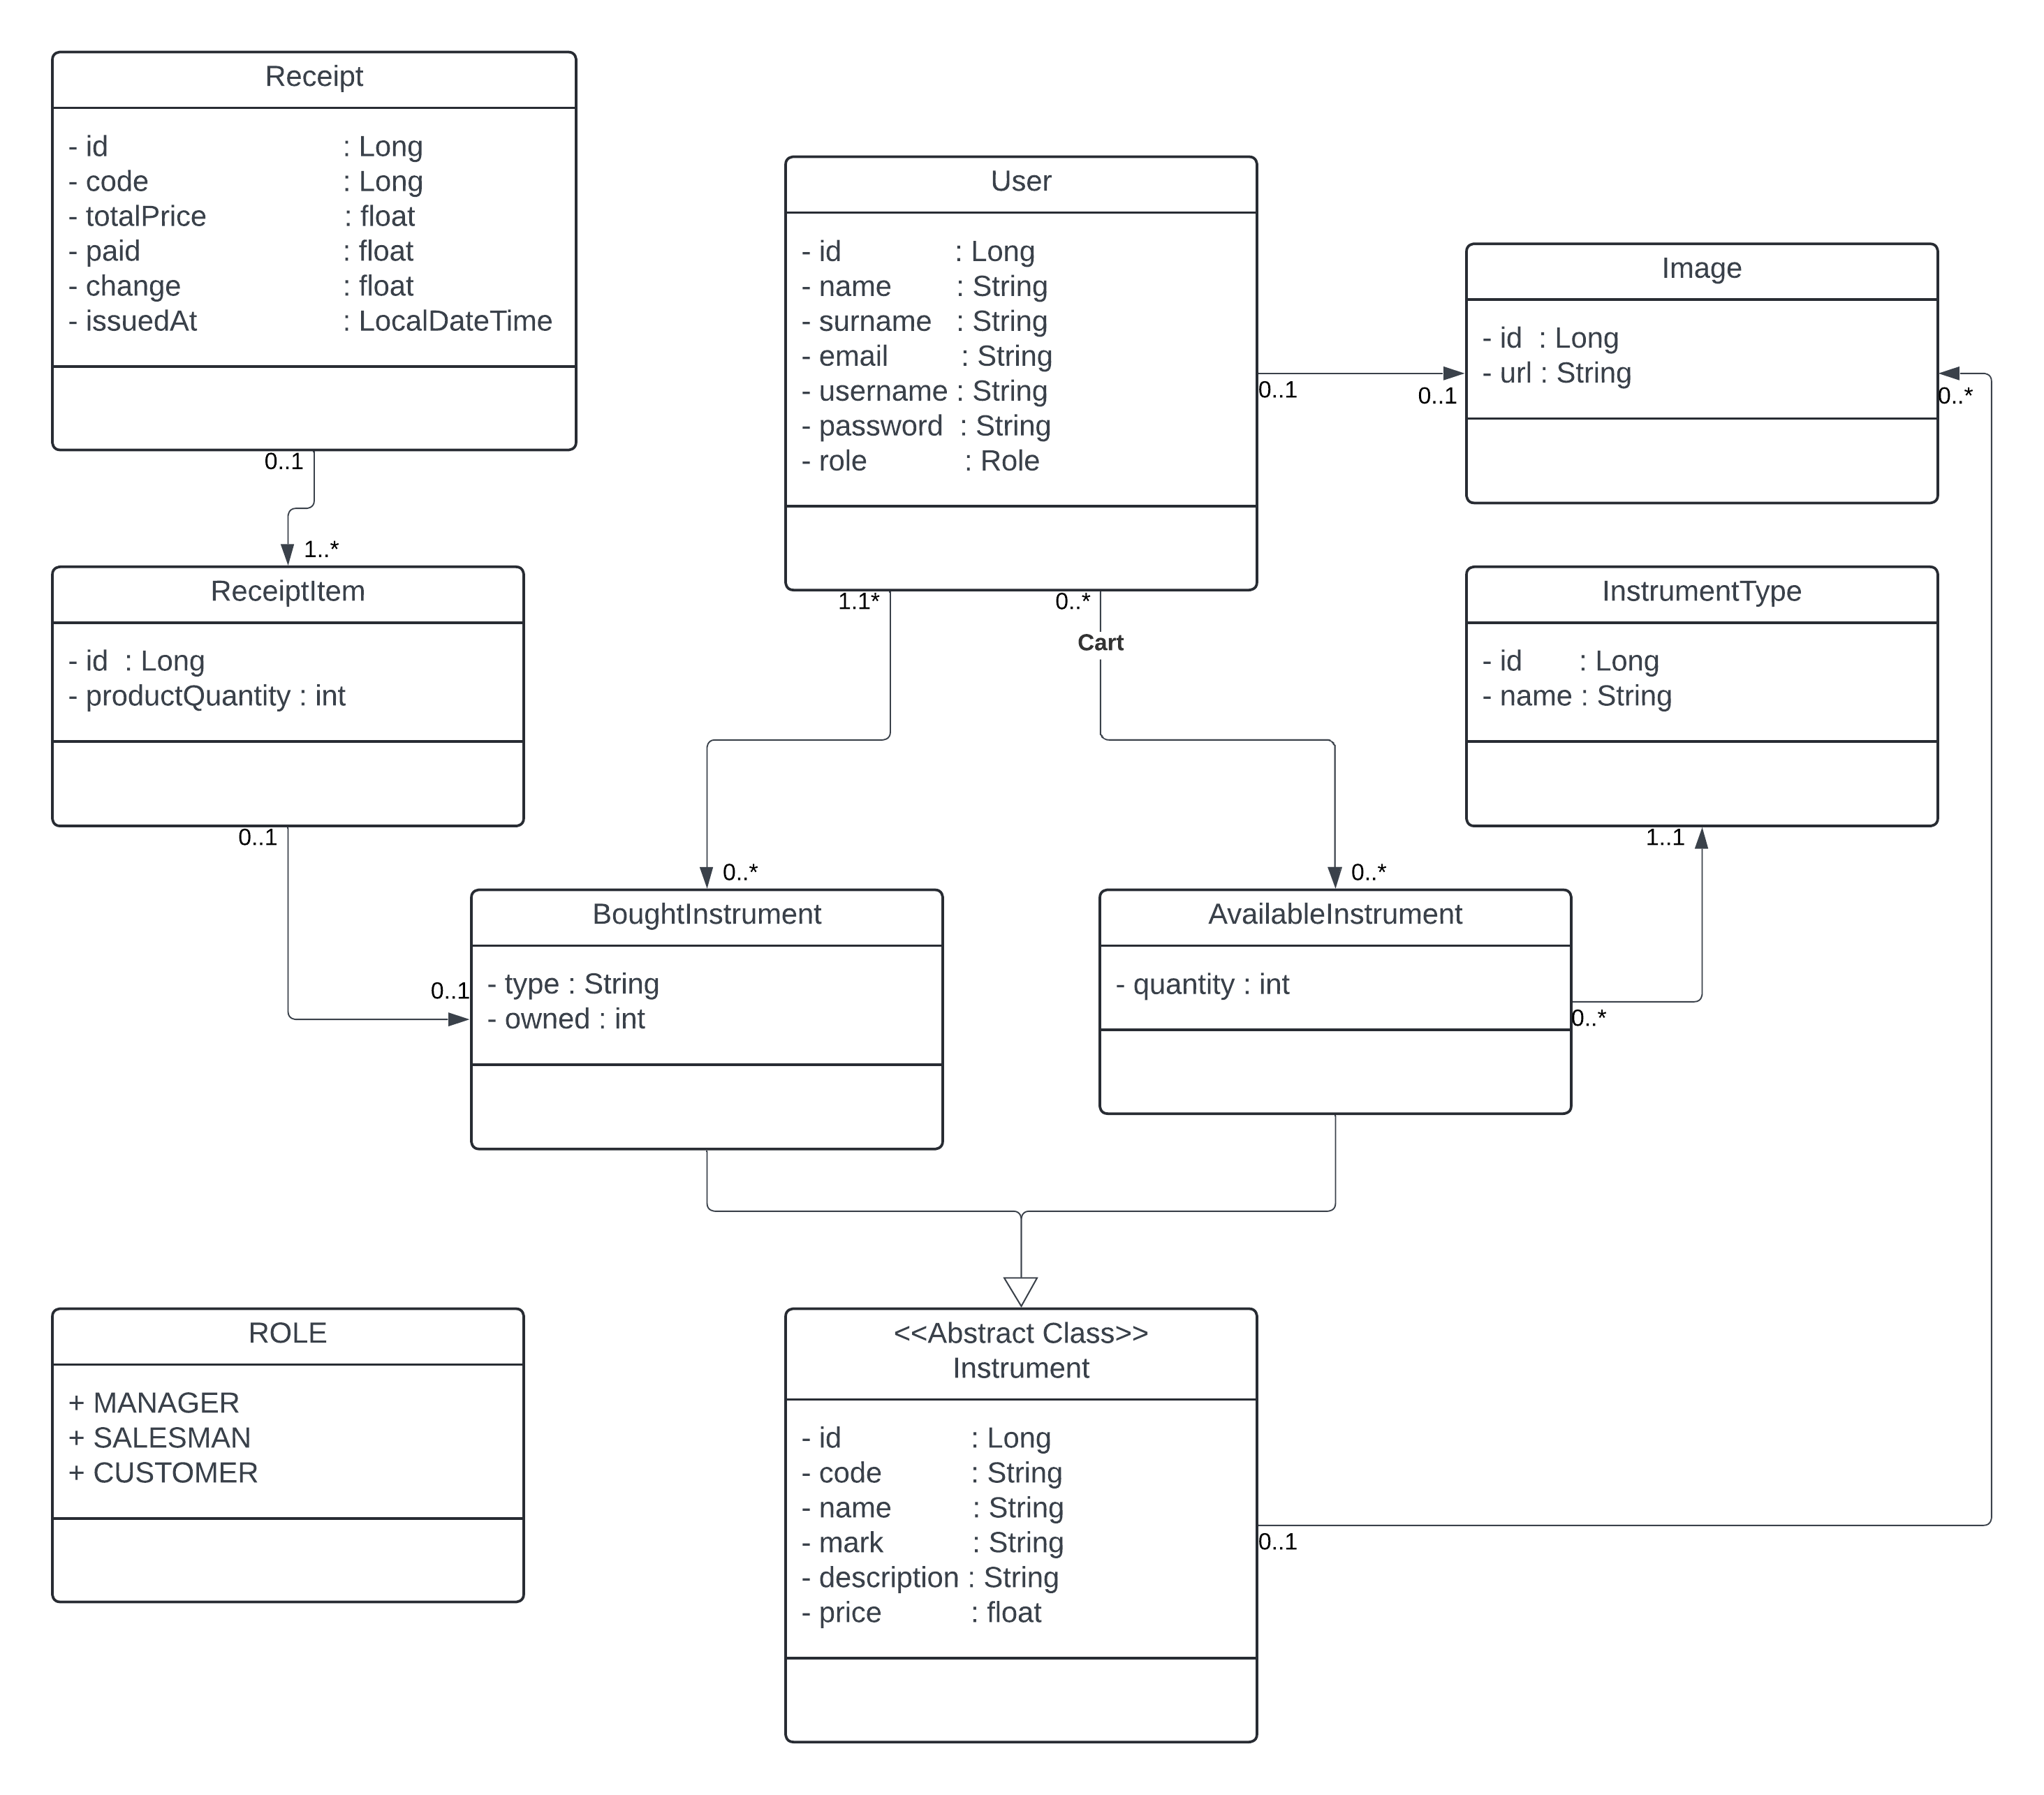 Receipt
- id : Long
- code : Long
- totalPrice : float
- paid : float
- change : float
- issuedAt : LocalDateTime
0..1
1..*
User
- id : Long
- name : String
- surname : String
- email : String
- username : String
- password : String
- role : Role
0..1
0..1
1.1*
0..*
Cart
Image
- id : Long
- url : String
0..*
ReceiptItem
- id : Long
- productQuantity : int
0..1
0..1
InstrumentType
- id : Long
- name : String
1..1
0..*
BoughtInstrument
- type : String
- owned : int
0..*
AvailableInstrument
- quantity : int
0..*
ROLE
+ MANAGER
+ SALESMAN
+ CUSTOMER
<<Abstract Class>>
Instrument
- id : Long
- code : String
- name : String
- mark : String
- description : String
- price : float
0..1